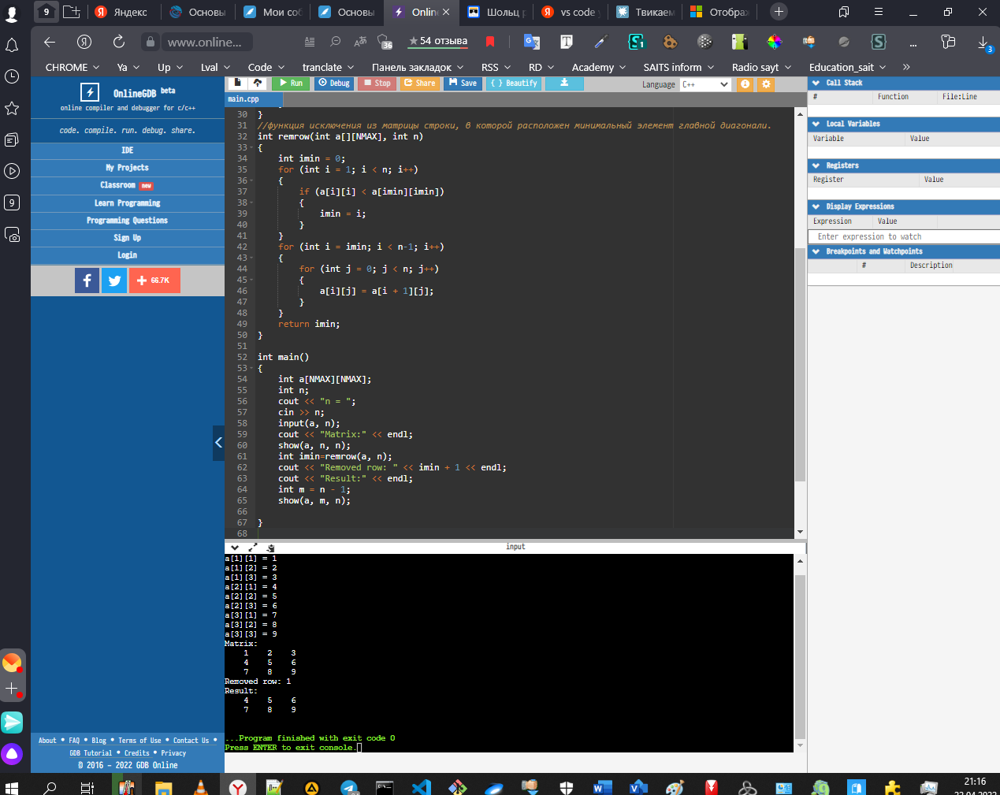 9
Яндекс
Основы
Мои соб
Основы
Onlin
Шольц р
vs code
Твикаем
Отображ
www.online...
36
★ 54 отзыва
1
...
3
CHROME
Ya
Up
Lval
Code
translate
Панель закладок
RSS
RD
Academy
SAITS inform
Radio sayt
Education_sait
»
OnlineGDB beta
online compiler and debugger for c/c++
code. compile. run. debug. share.
IDE
My Projects
Classroom new
Learn Programming
Programming Questions
Sign Up
Login
66.7K
About • FAQ • Blog • Terms of Use • Contact Us •
GDB Tutorial • Credits • Privacy
© 2016 - 2022 GDB Online
Run
Debug
Stop
Share
Save
{ } Beautify
Language C++
main.cpp
30 }
31 //функция исключения из матрицы строки, в которой расположен минимальный элемент главной диагонали.
32 int remrow(int a[][NMAX], int n)
33 {
34 int imin = 0;
35 for (int i = 1; i < n; i++)
36 {
37 if (a[i][i] < a[imin][imin])
38 {
39 imin = i;
40 }
41 }
42 for (int i = imin; i < n-1; i++)
43 {
44 for (int j = 0; j < n; j++)
45 {
46 a[i][j] = a[i + 1][j];
47 }
48 }
49 return imin;
50 }
51
52 int main()
53 {
54 int a[NMAX][NMAX];
55 int n;
56 cout << "n = ";
57 cin >> n;
58 input(a, n);
59 cout << "Matrix:" << endl;
60 show(a, n, n);
61 int imin=remrow(a, n);
62 cout << "Removed row: " << imin + 1 << endl;
63 cout << "Result:" << endl;
64 int m = n - 1;
65 show(a, m, n);
66
67 }
68
input
a[1][1] = 1
a[1][2] = 2
a[1][3] = 3
a[2][1] = 4
a[2][2] = 5
a[2][3] = 6
a[3][1] = 7
a[3][2] = 8
a[3][3] = 9
Matrix:
1 2 3
4 5 6
7 8 9
Removed row: 1
Result:
4 5 6
7 8 9
...Program finished with exit code 0
Press ENTER to exit console.
Call Stack
# Function File:Line
Local Variables
Variable Value
Registers
Register Value
Display Expressions
Expression Value
Enter expression to watch
Breakpoints and Watchpoints
# Description
9
21:16